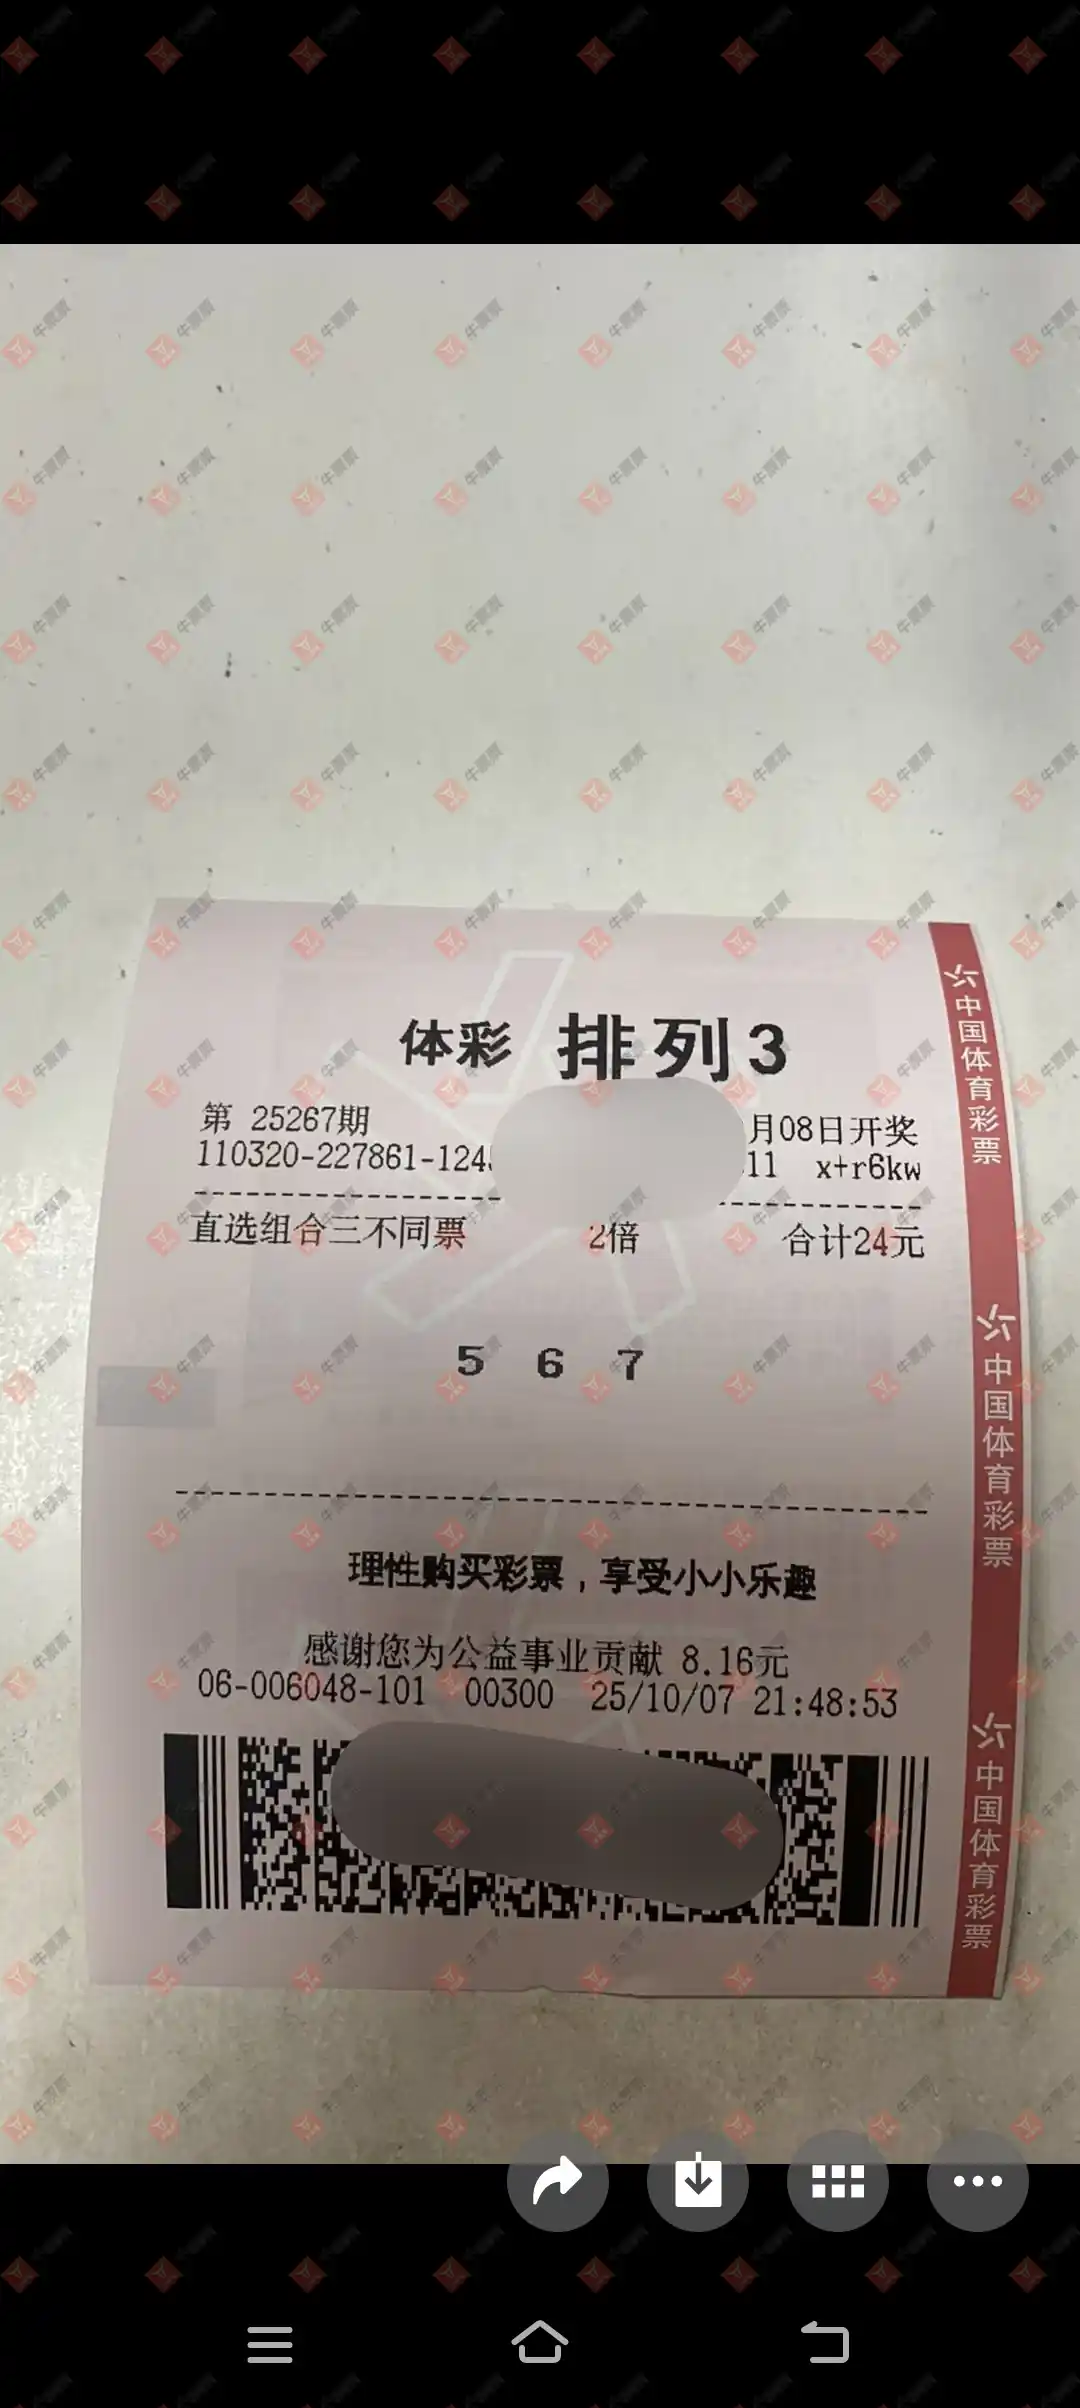 体彩 排列3
第 25267期 月08日开奖
110320-227861-124 11 x+r6kw
直选组合三不同票 2倍 合计24元
5 6 7
理性购买彩票，享受小小乐趣
感谢您为公益事业贡献 8.16元
06-006048-101 00300 25/10/07 21:48:53
中国体育彩票
中国体育彩票
中国体育彩票